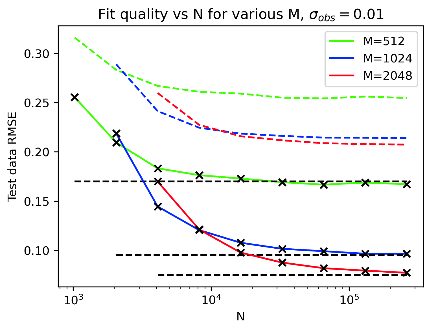 Fit quality vs N for various M, σ_obs = 0.01
M=512
M=1024
M=2048
Test data RMSE
0.30
0.25
0.20
0.15
0.10
10^3
10^4
10^5
N